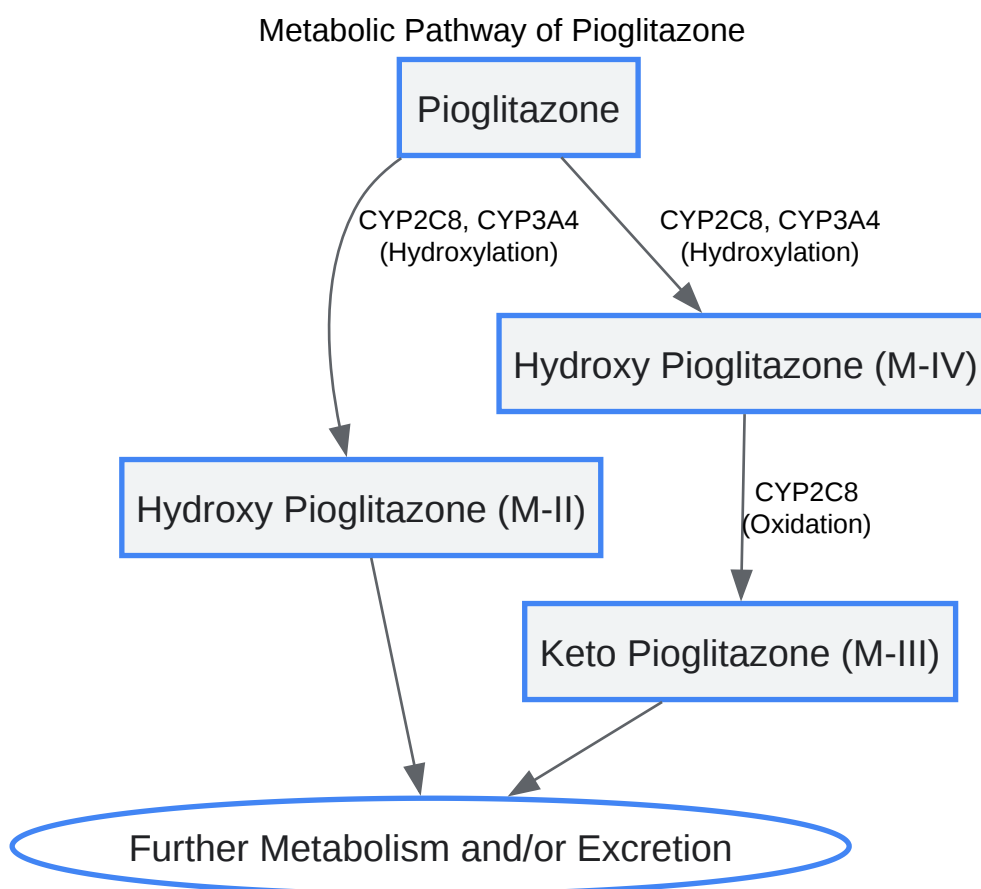 Metabolic Pathway of Pioglitazone
Pioglitazone
CYP2C8, CYP3A4
(Hydroxylation)
CYP2C8, CYP3A4
(Hydroxylation)
Hydroxy Pioglitazone (M-IV)
Hydroxy Pioglitazone (M-II)
CYP2C8
(Oxidation)
Keto Pioglitazone (M-III)
Further Metabolism and/or Excretion